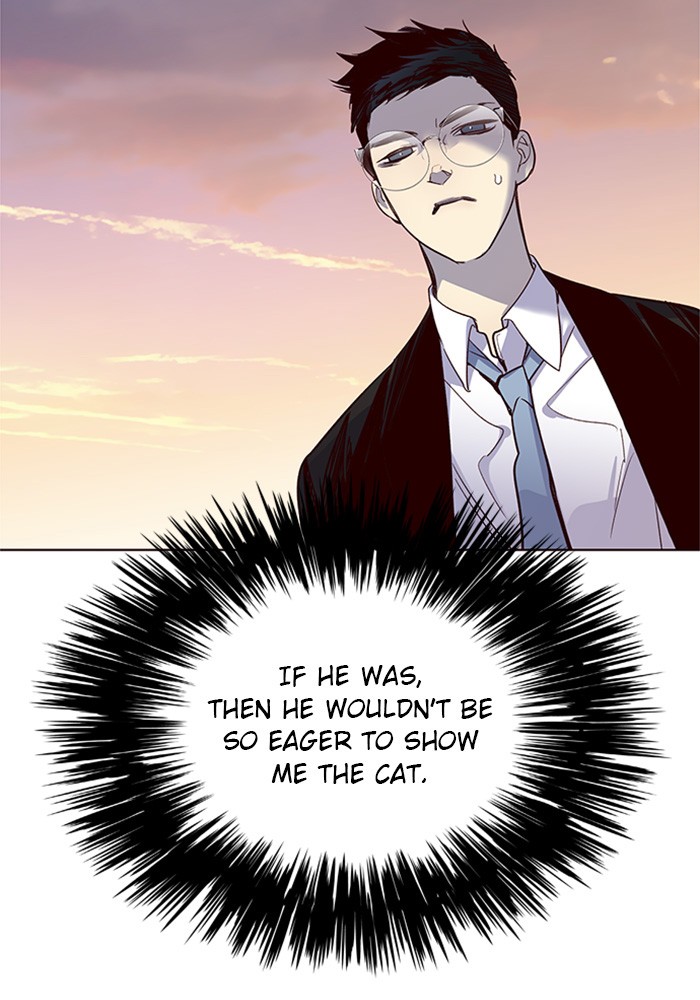 IF HE WAS,
THEN HE WOULDN'T BE
SO EAGER TO SHOW
ME THE CAT.